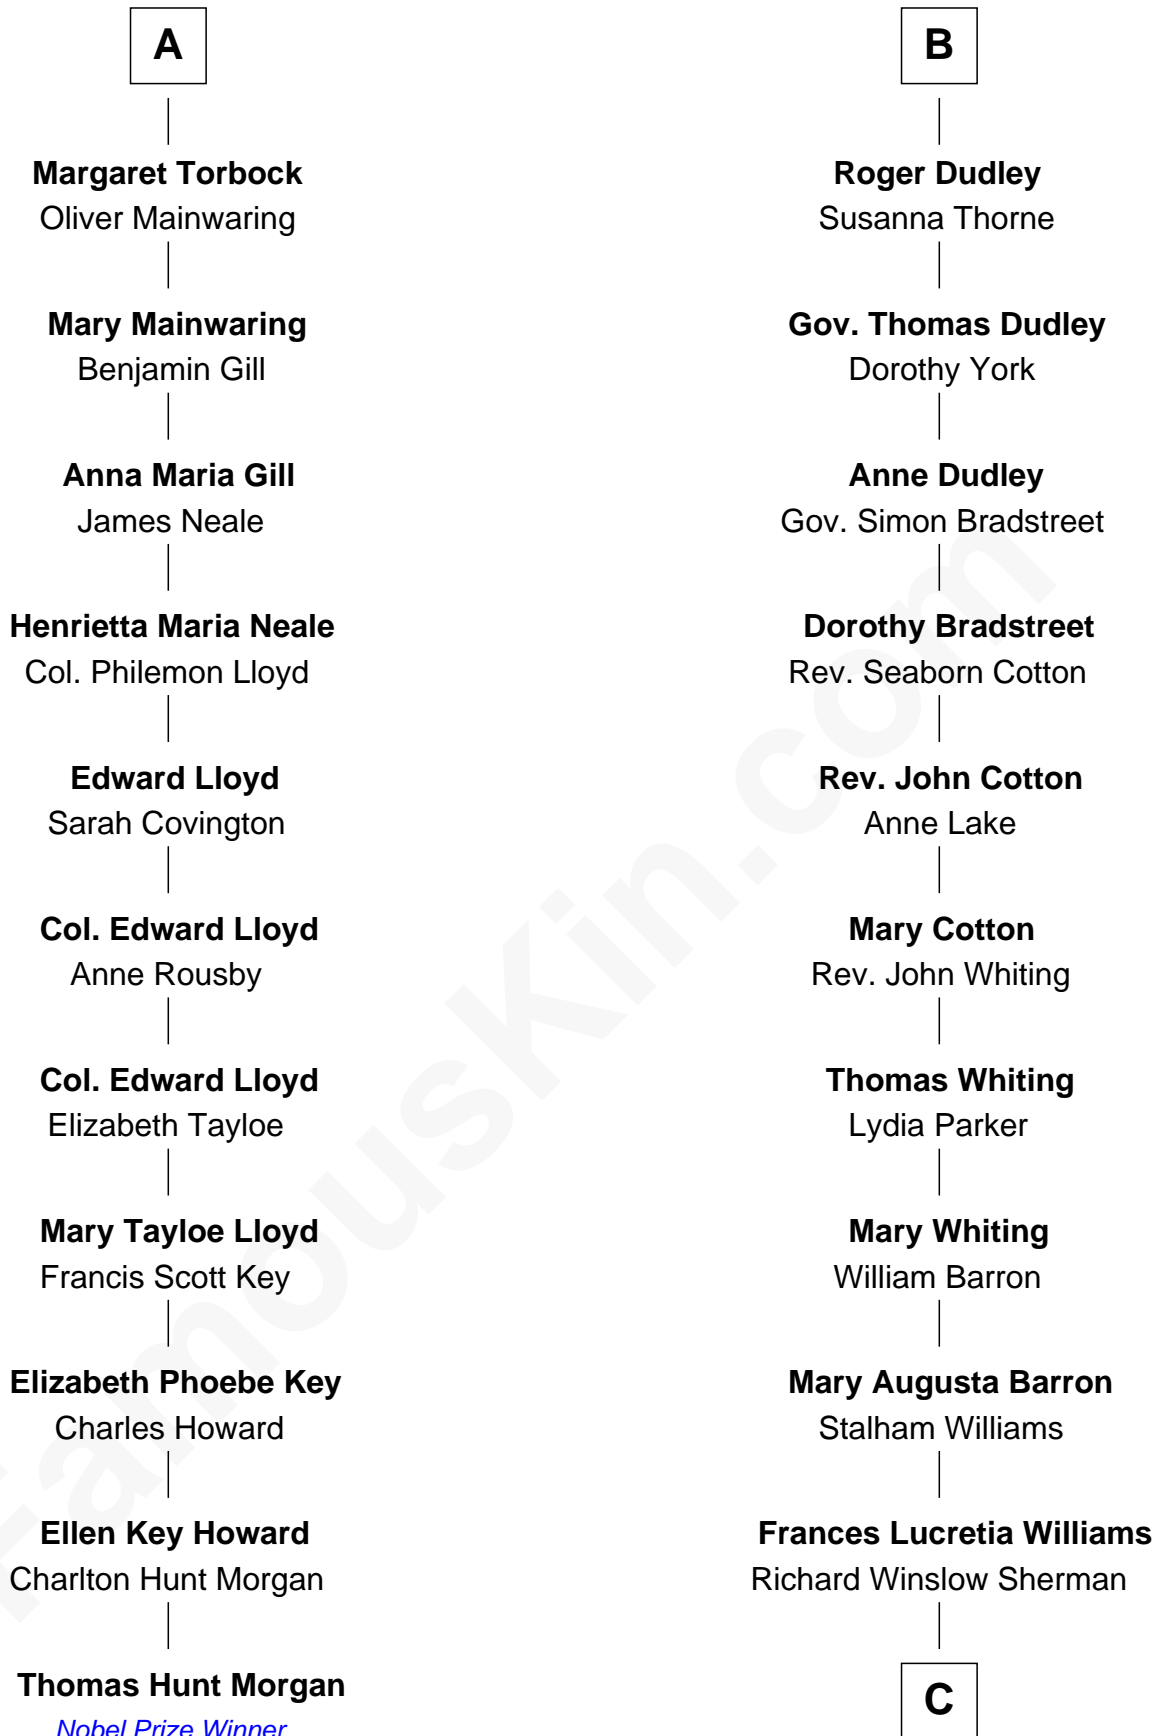 A
Margaret Torbock
Oliver Mainwaring
Mary Mainwaring
Benjamin Gill
Anna Maria Gill
James Neale
Henrietta Maria Neale
Col. Philemon Lloyd
Edward Lloyd
Sarah Covington
Col. Edward Lloyd
Anne Rousby
Col. Edward Lloyd
Elizabeth Tayloe
Mary Tayloe Lloyd
Francis Scott Key
Elizabeth Phoebe Key
Charles Howard
Ellen Key Howard
Charlton Hunt Morgan
Thomas Hunt Morgan
Nobel Prize Winner
B
Roger Dudley
Susanna Thorne
Gov. Thomas Dudley
Dorothy York
Anne Dudley
Gov. Simon Bradstreet
Dorothy Bradstreet
Rev. Seaborn Cotton
Rev. John Cotton
Anne Lake
Mary Cotton
Rev. John Whiting
Thomas Whiting
Lydia Parker
Mary Whiting
William Barron
Mary Augusta Barron
Stalham Williams
Frances Lucretia Williams
Richard Winslow Sherman
C
FamousKin.com